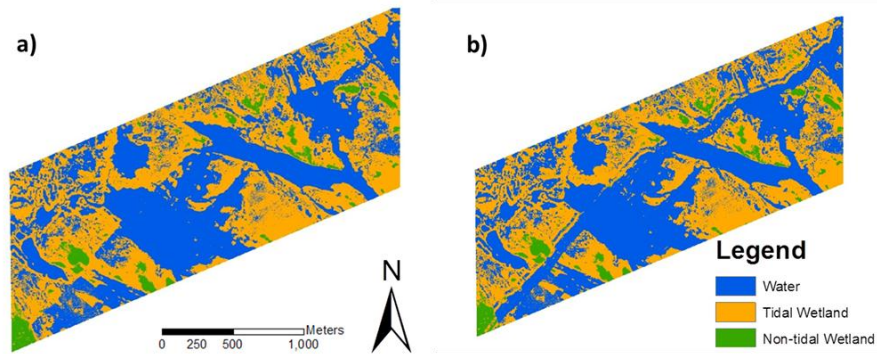 a)
b)
N
Meters
0 250 500 1,000
Legend
Water
Tidal Wetland
Non-tidal Wetland